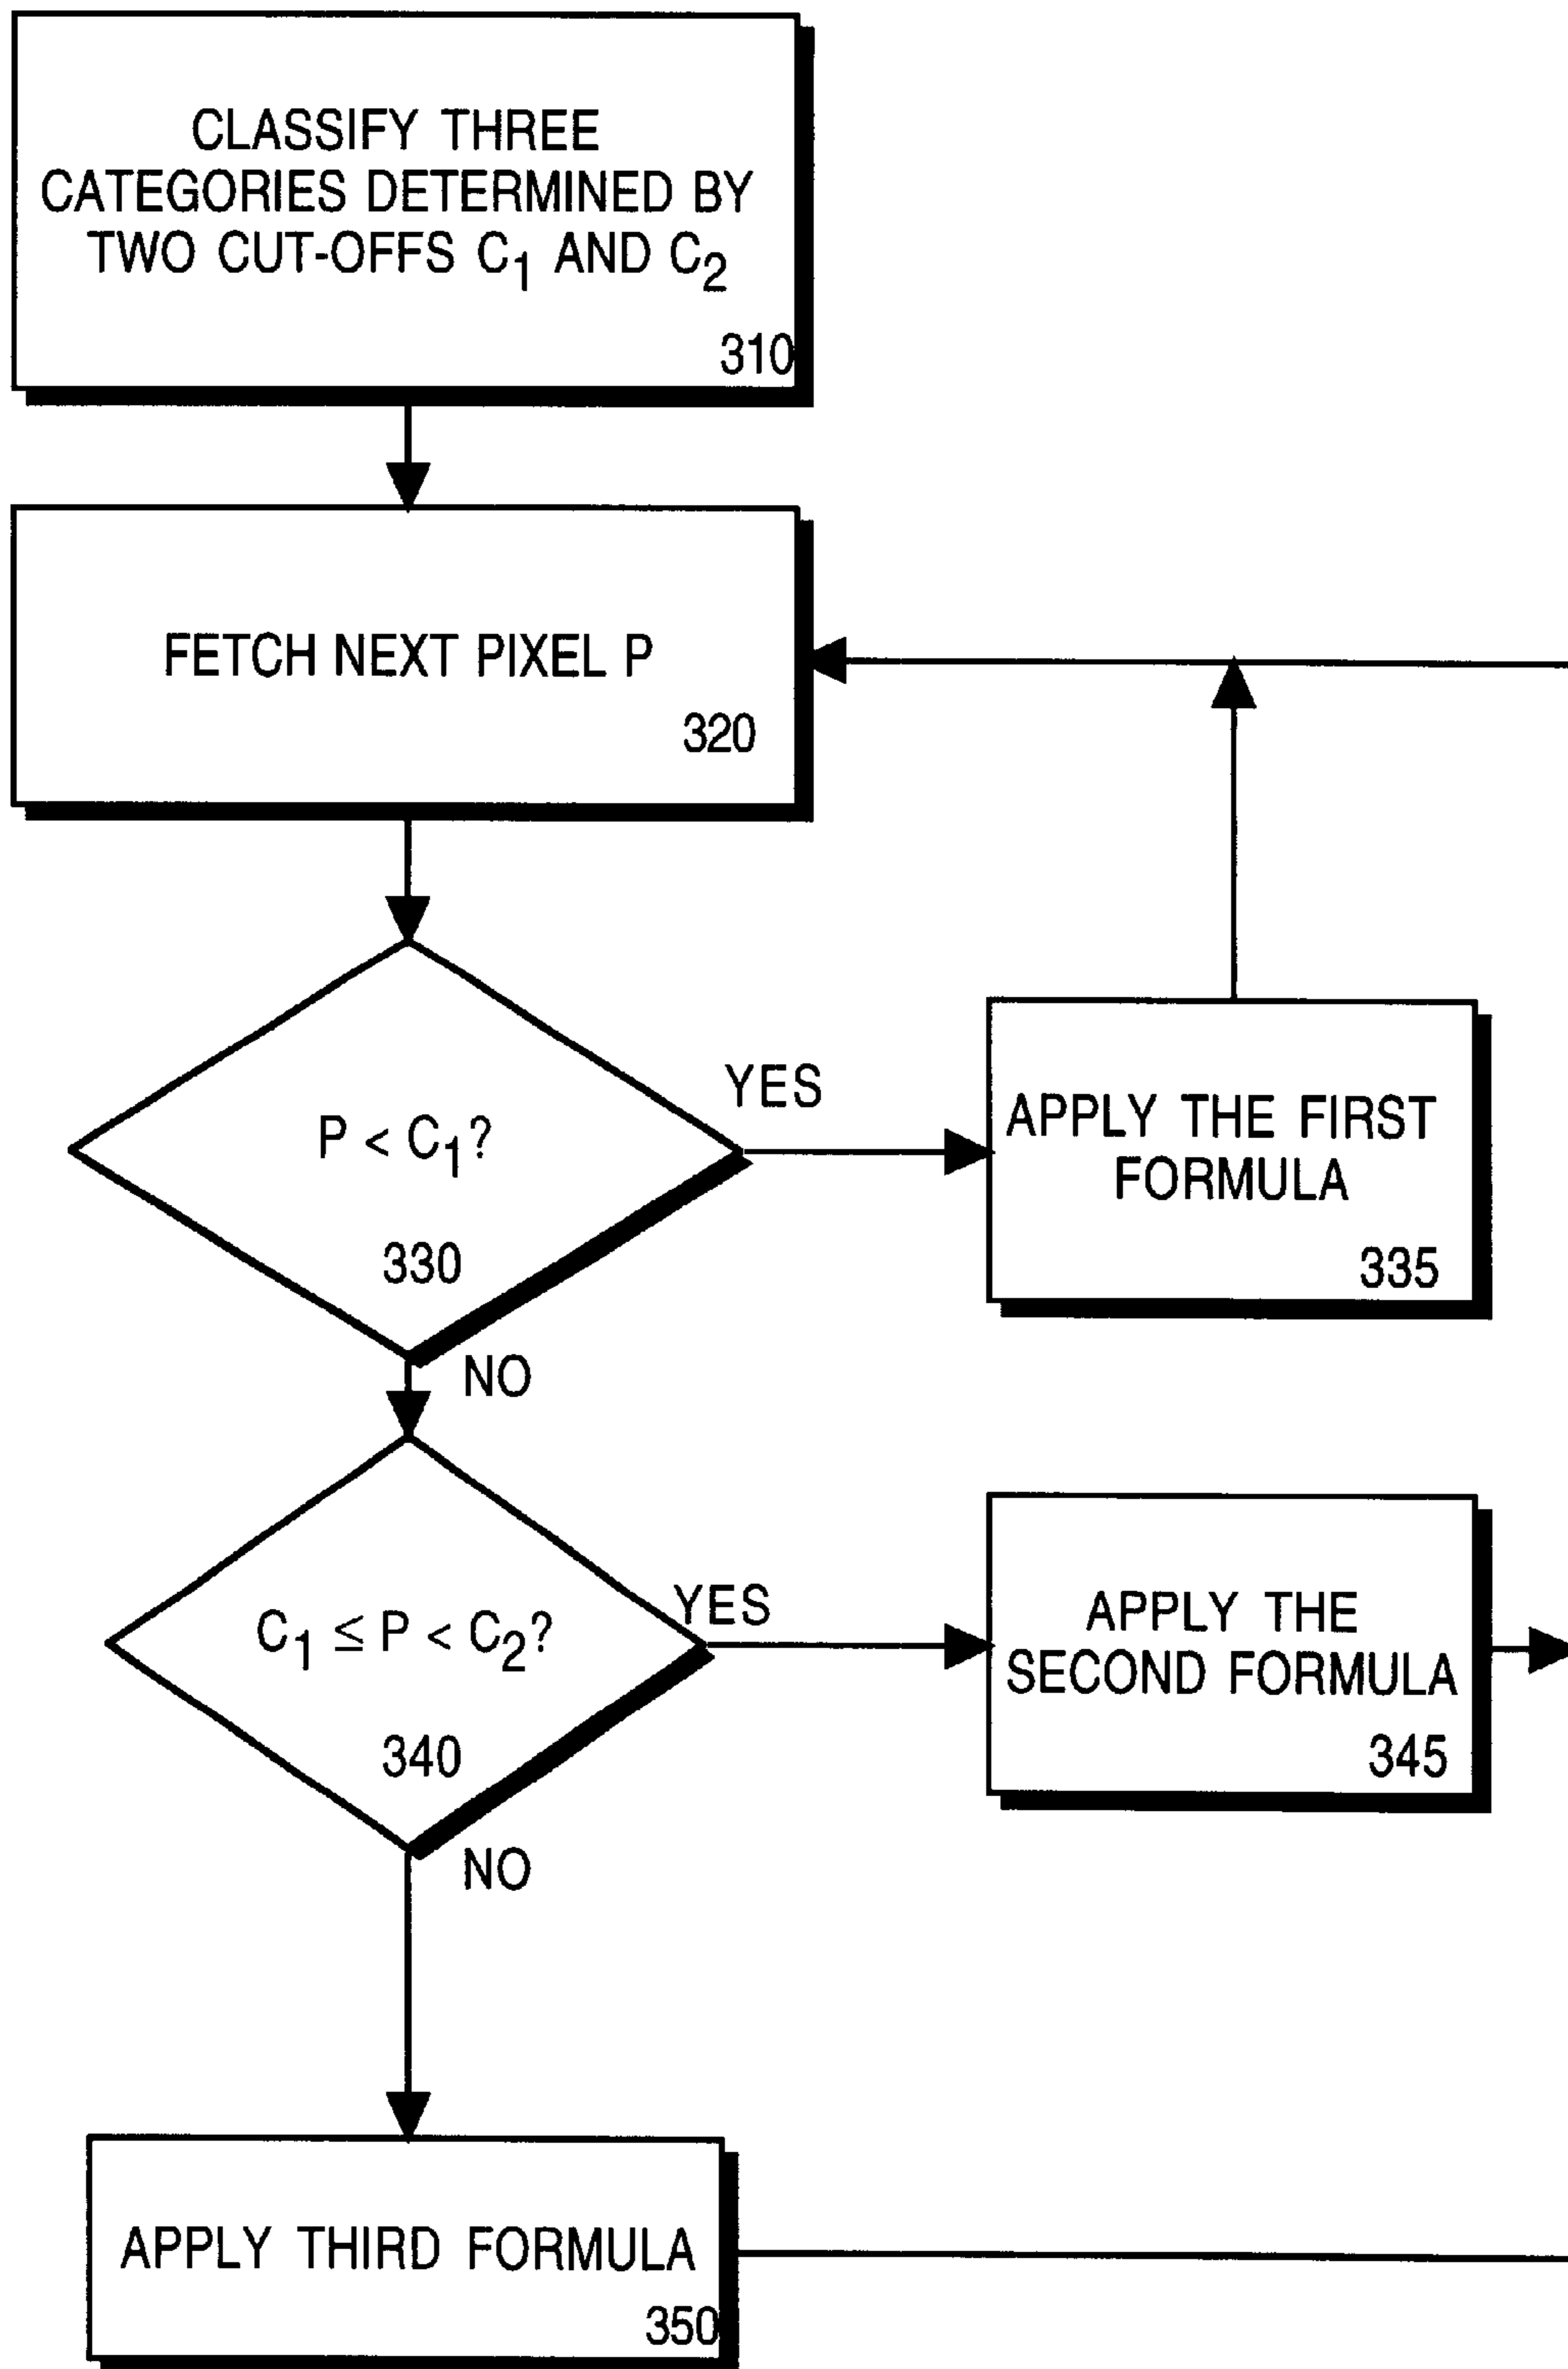 CLASSIFY THREE
CATEGORIES DETERMINED BY
TWO CUT-OFFS C₁ AND C₂
310
FETCH NEXT PIXEL P
320
P < C₁?
330
YES
APPLY THE FIRST
FORMULA
335
NO
C₁ ≤ P < C₂?
340
YES
APPLY THE
SECOND FORMULA
345
NO
APPLY THIRD FORMULA
350